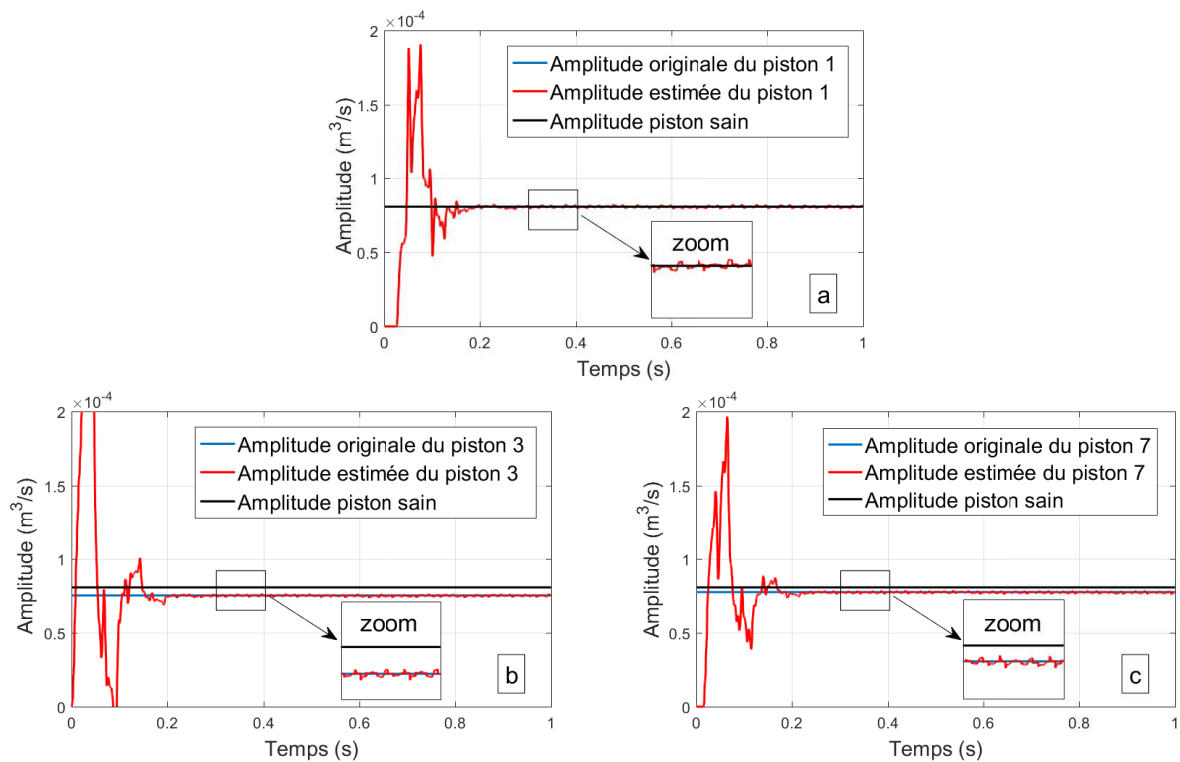 ×10⁻⁴
2
1.5
1
0.5
0
Amplitude (m³/s)
Amplitude originale du piston 1
Amplitude estimée du piston 1
Amplitude piston sain
zoom
a
0 0.2 0.4 0.6 0.8 1
Temps (s)
×10⁻⁴
2
1.5
1
0.5
0
Amplitude (m³/s)
Amplitude originale du piston 3
Amplitude estimée du piston 3
Amplitude piston sain
zoom
b
0 0.2 0.4 0.6 0.8 1
Temps (s)
×10⁻⁴
2
1.5
1
0.5
0
Amplitude (m³/s)
Amplitude originale du piston 7
Amplitude estimée du piston 7
Amplitude piston sain
zoom
c
0 0.2 0.4 0.6 0.8 1
Temps (s)